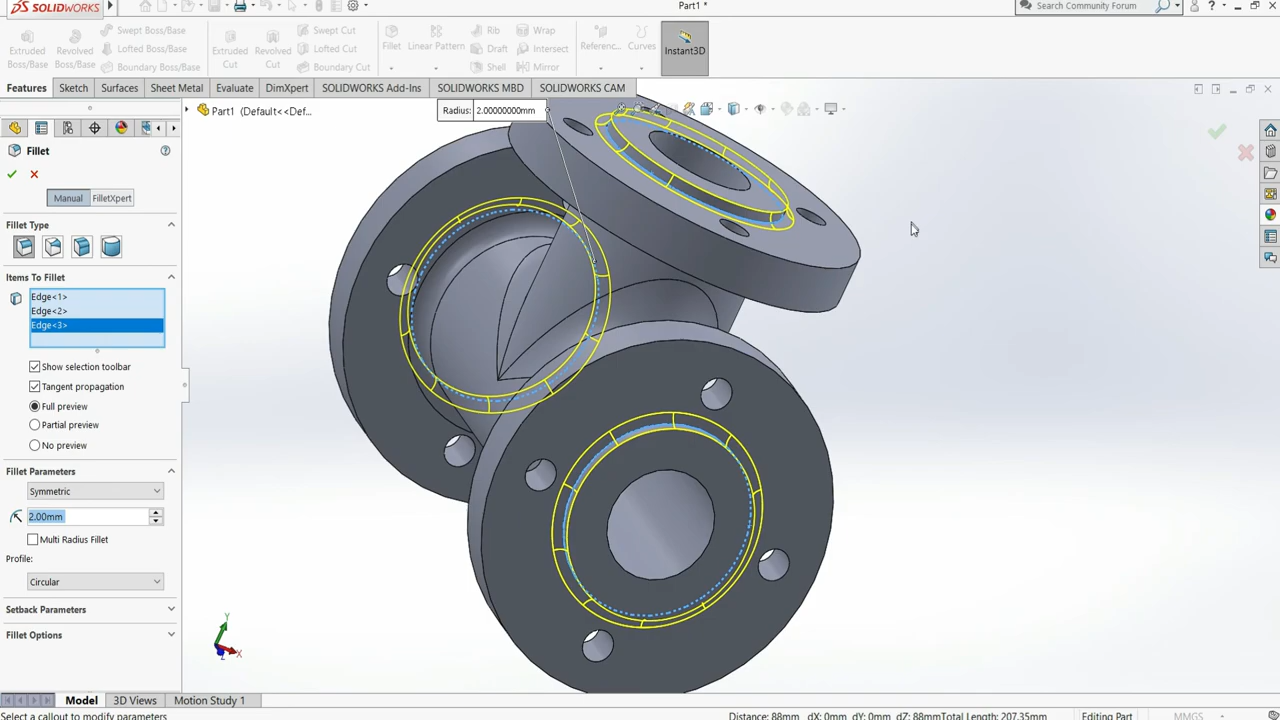 SOLIDWORKS
Part1 *
Search Community Forum
Extruded Boss/Base
Revolved Boss/Base
Swept Boss/Base
Lofted Boss/Base
Boundary Boss/Base
Extruded Cut
Revolved Cut
Swept Cut
Lofted Cut
Boundary Cut
Fillet
Linear Pattern
Rib
Draft
Shell
Wrap
Intersect
Mirror
Referenc...
Curves
Instant3D
Features
Sketch
Surfaces
Sheet Metal
Evaluate
DimXpert
SOLIDWORKS Add-Ins
SOLIDWORKS MBD
SOLIDWORKS CAM
Part1 (Default<<Def...
Radius: 2.00000000mm
Fillet
Manual
FilletXpert
Fillet Type
Items To Fillet
Edge<1>
Edge<2>
Edge<3>
Show selection toolbar
Tangent propagation
Full preview
Partial preview
No preview
Fillet Parameters
Symmetric
2.00mm
Multi Radius Fillet
Profile:
Circular
Setback Parameters
Fillet Options
Y
X
Z
Model
3D Views
Motion Study 1
Select a callout to modify parameters
Distance: 88mm dX: 0mm dY: 0mm dZ: 88mmTotal Length: 207.35mm
Editing Part
MMGS